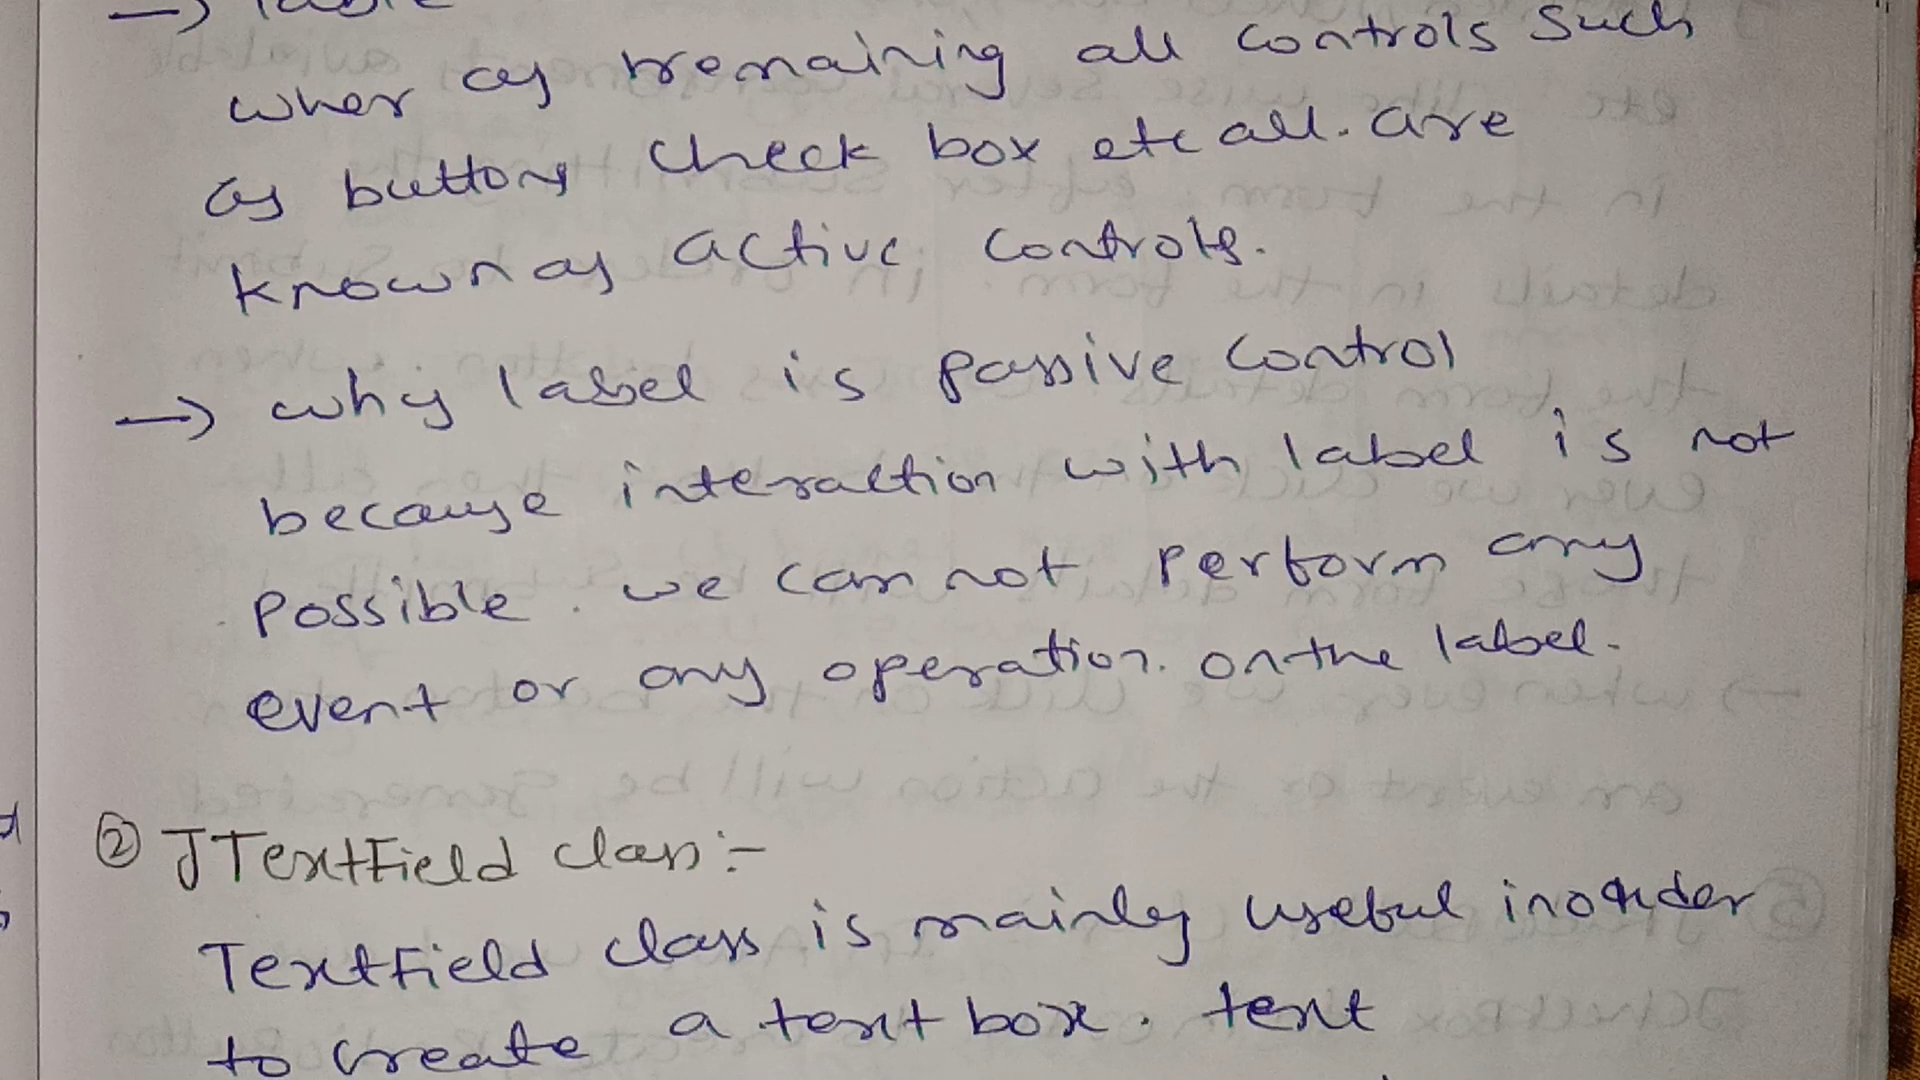 wher as remaining all controls such
as buttons check box etc all. are
known as active controls.
→ why label is passive control
because interaction with label is not
possible. we can not perform any
event or any operation. on the label.
② JTextField class:-
TextField class is mainly useful inorder
to create a text box. text